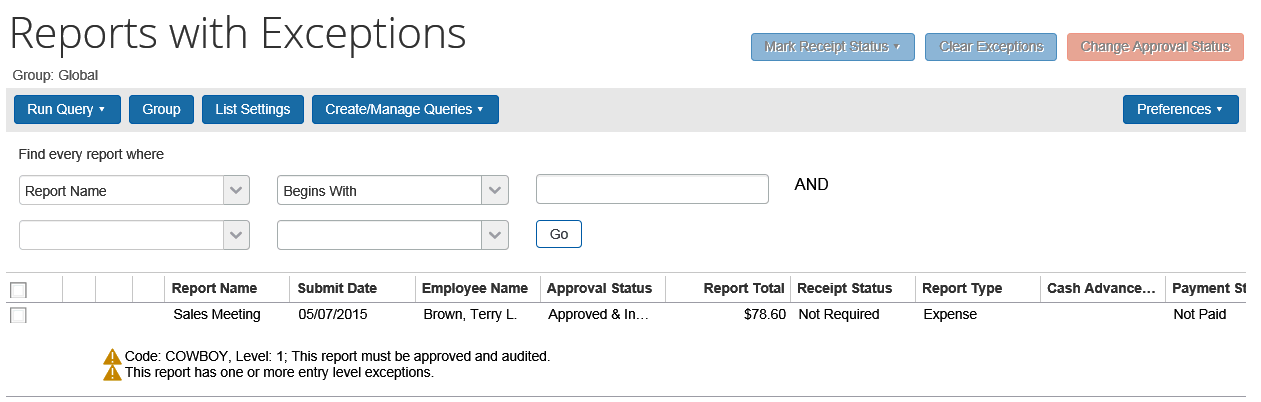 Reports with Exceptions
Mark Receipt Status Clear Exceptions Change Approval Status
Group: Global
Run Query Group List Settings Create/Manage Queries Preferences
Find every report where
Report Name Begins With AND
Go
Report Name Submit Date Employee Name Approval Status Report Total Receipt Status Report Type Cash Advance... Payment St
Sales Meeting 05/07/2015 Brown, Terry L. Approved & In... $78.60 Not Required Expense Not Paid
Code: COWBOY, Level: 1; This report must be approved and audited.
This report has one or more entry level exceptions.